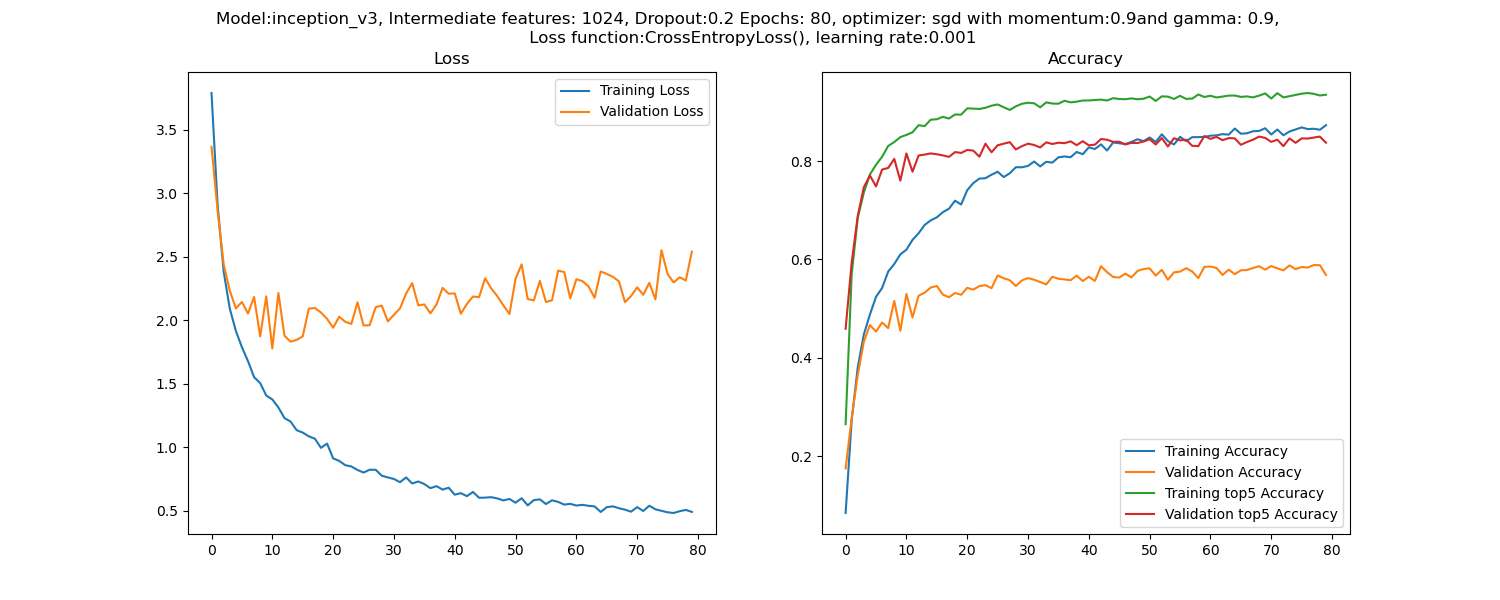 Model:inception_v3, Intermediate features: 1024, Dropout:0.2 Epochs: 80, optimizer: sgd with momentum:0.9and gamma: 0.9,
Loss function:CrossEntropyLoss(), learning rate:0.001
Loss
Training Loss
Validation Loss
3.5
3.0
2.5
2.0
1.5
1.0
0.5
0 10 20 30 40 50 60 70 80
Accuracy
0.8
0.6
0.4
0.2
Training Accuracy
Validation Accuracy
Training top5 Accuracy
Validation top5 Accuracy
0 10 20 30 40 50 60 70 80